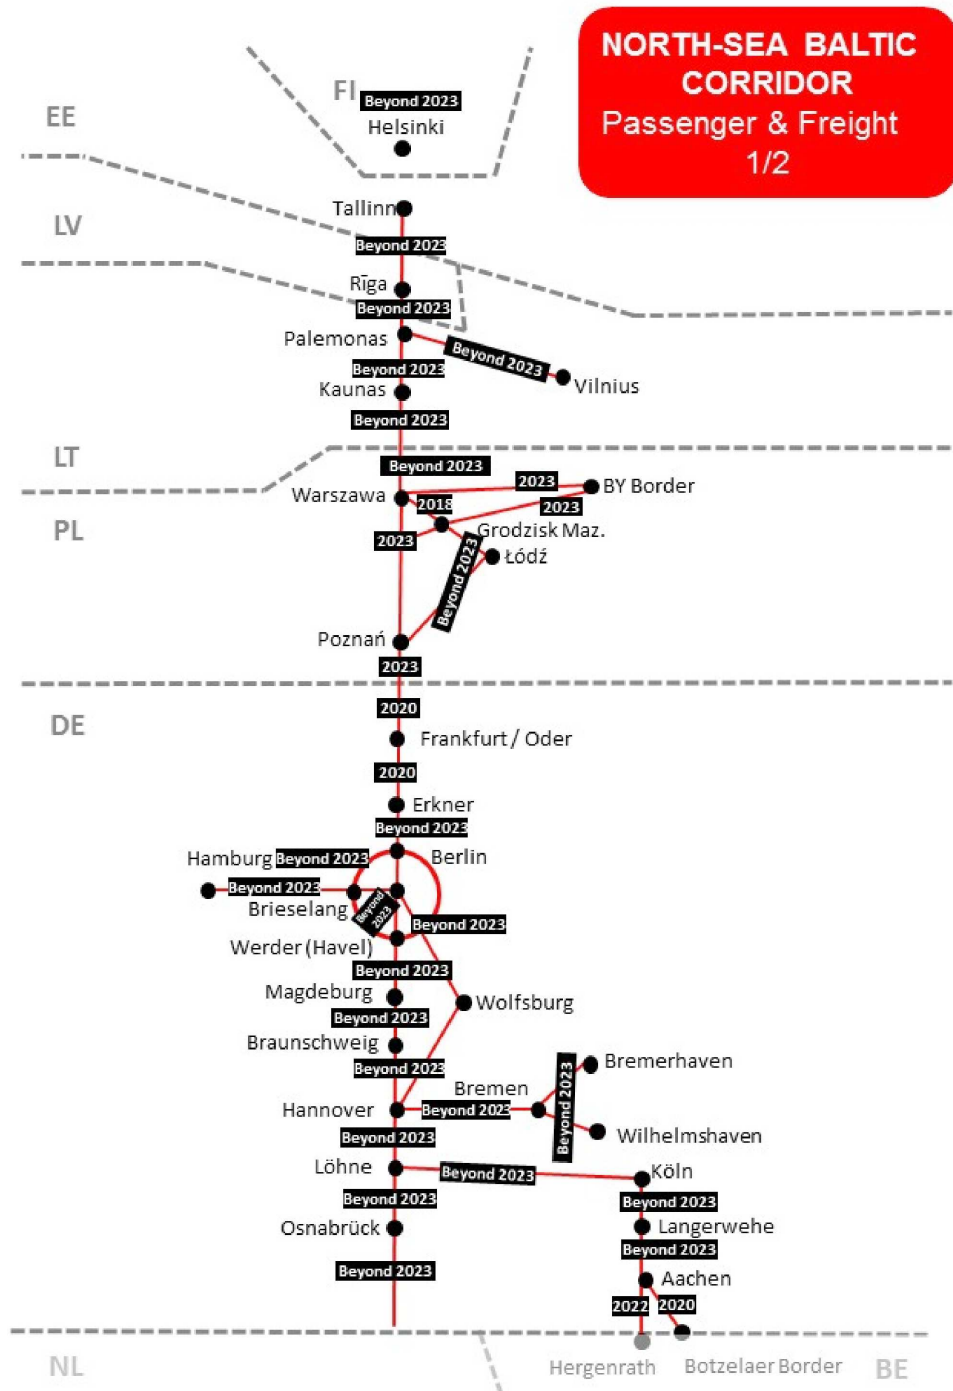 NORTH-SEA BALTIC
CORRIDOR
Passenger & Freight
1/2
FI
Beyond 2023
Helsinki
EE
Tallinn
LV
Beyond 2023
Rīga
Beyond 2023
Palemonas
Beyond 2023
Vilnius
Beyond 2023
Kaunas
Beyond 2023
LT
Beyond 2023
Warszawa
2023
BY Border
2018
2023
PL
Grodzisk Maz.
2023
Łódź
Beyond 2023
Poznań
2023
DE
2020
Frankfurt / Oder
2020
Erkner
Beyond 2023
Hamburg
Beyond 2023
Berlin
Beyond 2023
Brieselang
Beyond
2023
Beyond 2023
Werder (Havel)
Beyond 2023
Magdeburg
Wolfsburg
Beyond 2023
Braunschweig
Beyond 2023
Bremen
Beyond 2023
Bremerhaven
Hannover
Beyond 2023
Wilhelmshaven
Beyond 2023
Löhne
Beyond 2023
Köln
Beyond 2023
Beyond 2023
Osnabrück
Langerwehe
Beyond 2023
Beyond 2023
Aachen
2022
2020
NL
Hergenrath
Botzelaer Border
BE